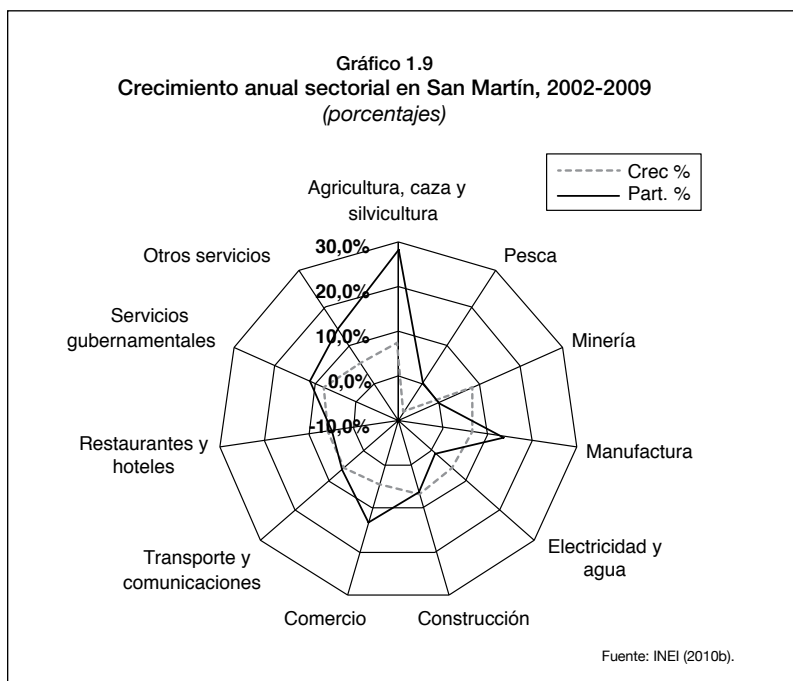 Gráfico 1.9
Crecimiento anual sectorial en San Martín, 2002-2009
(porcentajes)
Crec %
Part. %
Agricultura, caza y
silvicultura
Pesca
Minería
Manufactura
Electricidad y
agua
Construcción
Comercio
Transporte y
comunicaciones
Restaurantes y
hoteles
Servicios
gubernamentales
Otros servicios
30,0%
20,0%
10,0%
0,0%
-10,0%
Fuente: INEI (2010b).